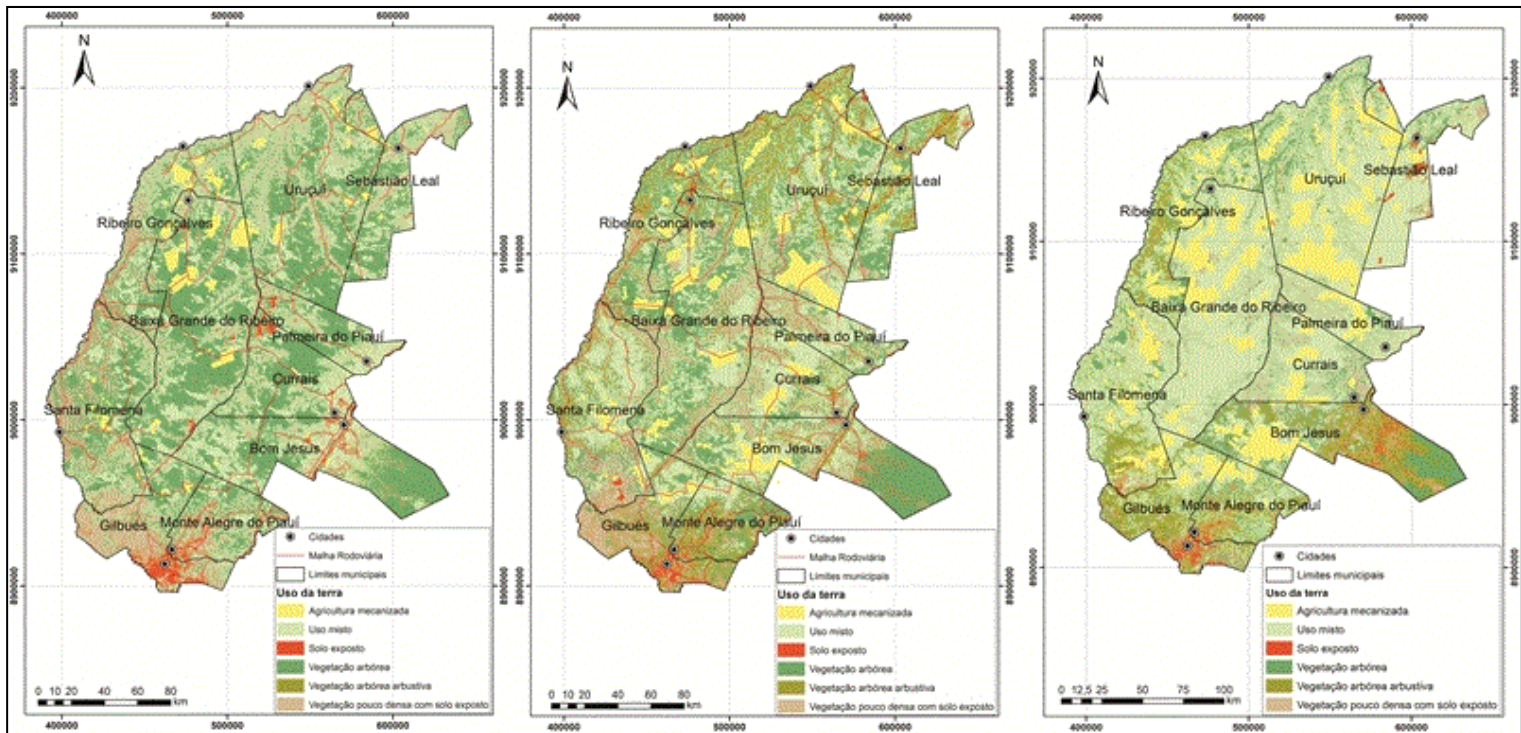 400000 500000 600000
N
9200000
9100000
9000000
8900000
Uruçuí
Sebastião Leal
Ribeiro Gonçalves
Baixa Grande do Ribeiro
Palmeira do Piauí
Currais
Santa Filomena
Bom Jesus
Gilbués
Monte Alegre do Piauí
Cidades
Malha Rodoviária
Limites municipais
Uso da terra
Agricultura mecanizada
Uso misto
Solo exposto
Vegetação arbórea
Vegetação arbórea arbustiva
Vegetação pouco densa com solo exposto
0 10 20 40 60 80
km
400000 500000 600000
400000 500000 600000
N
9200000
9100000
9000000
8900000
Uruçuí
Sebastião Leal
Ribeiro Gonçalves
Baixa Grande do Ribeiro
Palmeira do Piauí
Currais
Santa Filomena
Bom Jesus
Gilbués
Monte Alegre do Piauí
Cidades
Malha Rodoviária
Limites municipais
Uso da terra
Agricultura mecanizada
Uso misto
Solo exposto
Vegetação arbórea
Vegetação arbórea arbustiva
Vegetação pouco densa com solo exposto
0 10 20 40 60 80
km
400000 500000 600000
400000 500000 600000
N
9200000
9100000
9000000
8900000
Uruçuí
Sebastião Leal
Ribeiro Gonçalves
Baixa Grande do Ribeiro
Palmeira do Piauí
Currais
Santa Filomena
Bom Jesus
Gilbués
Monte Alegre do Piauí
Cidades
Limites municipais
Uso da terra
Agricultura mecanizada
Uso misto
Solo exposto
Vegetação arbórea
Vegetação arbórea arbustiva
Vegetação pouco densa com solo exposto
0 12,5 25 50 75 100
km
400000 500000 600000